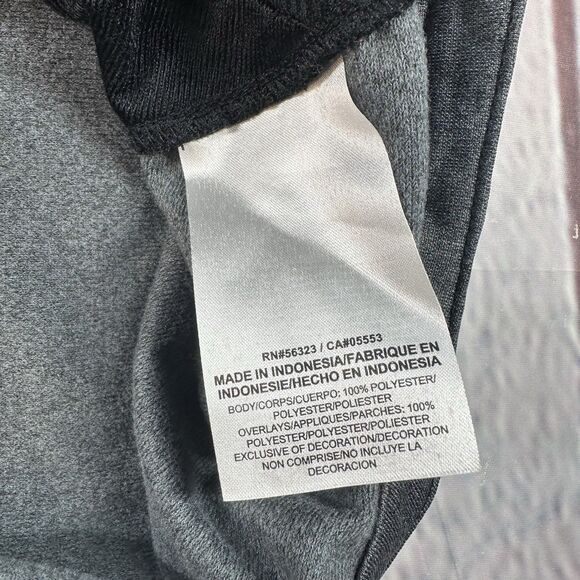 RN#56323 / CA#05553
MADE IN INDONESIA/FABRIQUE EN
INDONESIE/HECHO EN INDONESIA
BODY/CORPS/CUERPO: 100% POLYESTER/
POLYESTER/POLIESTER
OVERLAYS/APPLIQUES/PARCHES: 100%
POLYESTER/POLYESTER/POLIESTER
EXCLUSIVE OF DECORATION/DECORATION
NON COMPRISE/NO INCLUYE LA
DECORACION